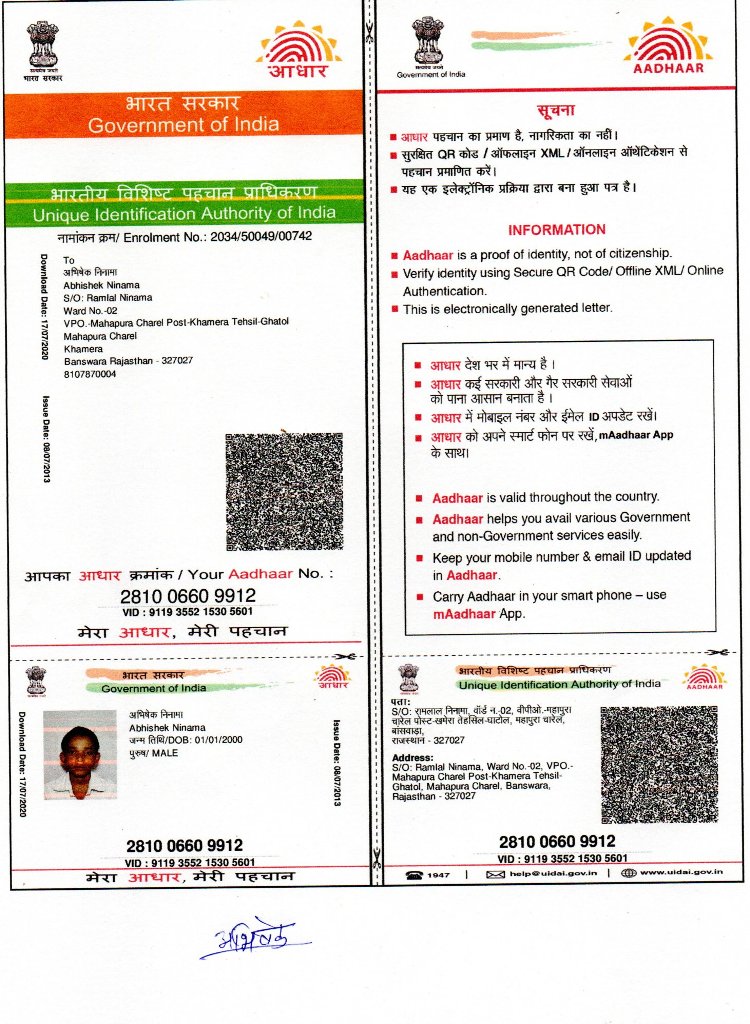 सत्यमेव जयते
भारत सरकार
आधार
भारत सरकार
Government of India
भारतीय विशिष्ट पहचान प्राधिकरण
Unique Identification Authority of India
नामांकन क्रम/ Enrolment No.: 2034/50049/00742
Download Date: 17/07/2020
Issue Date: 08/07/2013
To
अभिषेक निनामा
Abhishek Ninama
S/O: Ramlal Ninama
Ward No.-02
VPO.-Mahapura Charel Post-Khamera Tehsil-Ghatol
Mahapura Charel
Khamera
Banswara Rajasthan - 327027
8107870004
आपका आधार क्रमांक / Your Aadhaar No. :
2810 0660 9912
VID : 9119 3552 1530 5601
मेरा आधार, मेरी पहचान
Government of India
AADHAAR
सूचना
आधार पहचान का प्रमाण है, नागरिकता का नहीं।
सुरक्षित QR कोड / ऑफलाइन XML / ऑनलाइन ऑथेंटिकेशन से
पहचान प्रमाणित करें।
यह एक इलेक्ट्रॉनिक प्रक्रिया द्वारा बना हुआ पत्र है।
INFORMATION
Aadhaar is a proof of identity, not of citizenship.
Verify identity using Secure QR Code/ Offline XML/ Online
Authentication.
This is electronically generated letter.
आधार देश भर में मान्य है ।
आधार कई सरकारी और गैर सरकारी सेवाओं
को पाना आसान बनाता है ।
आधार में मोबाइल नंबर और ईमेल ID अपडेट रखें।
आधार को अपने स्मार्ट फोन पर रखें, mAadhaar App
के साथ।
Aadhaar is valid throughout the country.
Aadhaar helps you avail various Government
and non-Government services easily.
Keep your mobile number & email ID updated
in Aadhaar.
Carry Aadhaar in your smart phone – use
mAadhaar App.
भारत सरकार
Government of India
आधार
Download Date: 17/07/2020
अभिषेक निनामा
Abhishek Ninama
जन्म तिथि/DOB: 01/01/2000
पुरुष/ MALE
Issue Date: 08/07/2013
2810 0660 9912
VID : 9119 3552 1530 5601
मेरा आधार, मेरी पहचान
भारतीय विशिष्ट पहचान प्राधिकरण
Unique Identification Authority of India
AADHAAR
पता:
S/O: रामलाल निनामा, वॉर्ड न.-02, वीपीओ.-महापुरा
चारेल पोस्ट-खमेरा तेहसिल-घाटोल, महापुरा चारेल,
बांसवाड़ा,
राजस्थान - 327027
Address:
S/O: Ramlal Ninama, Ward No.-02, VPO.-
Mahapura Charel Post-Khamera Tehsil-
Ghatol, Mahapura Charel, Banswara,
Rajasthan - 327027
2810 0660 9912
VID : 9119 3552 1530 5601
1947 | help@uidai.gov.in | www.uidai.gov.in
अभिषेक